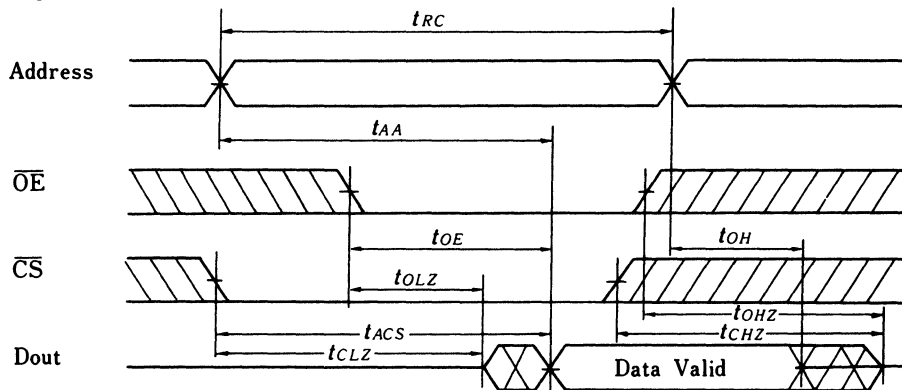 tRC
Address
tAA
OE
tOE
tOH
CS
tOLZ
tOHZ
tACS
tCHZ
tCLZ
Dout
Data Valid